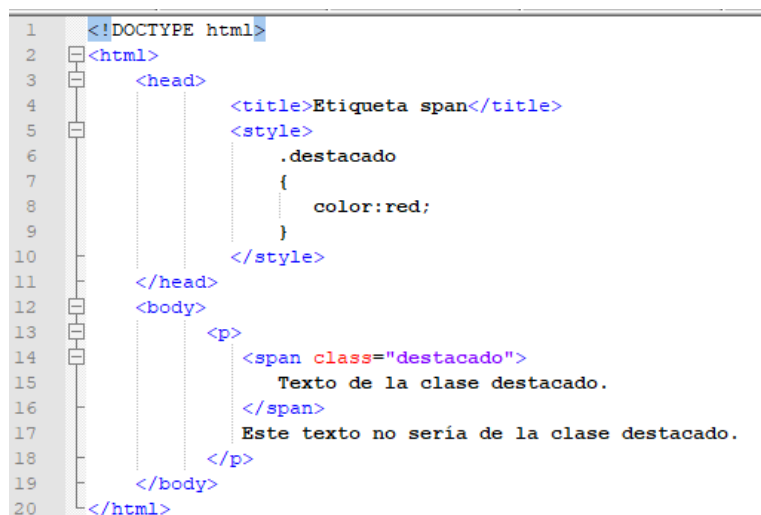 1 <!DOCTYPE html>
2 <html>
3 <head>
4 <title>Etiqueta span</title>
5 <style>
6 .destacado
7 {
8 color:red;
9 }
10 </style>
11 </head>
12 <body>
13 <p>
14 <span class="destacado">
15 Texto de la clase destacado.
16 </span>
17 Este texto no sería de la clase destacado.
18 </p>
19 </body>
20 </html>